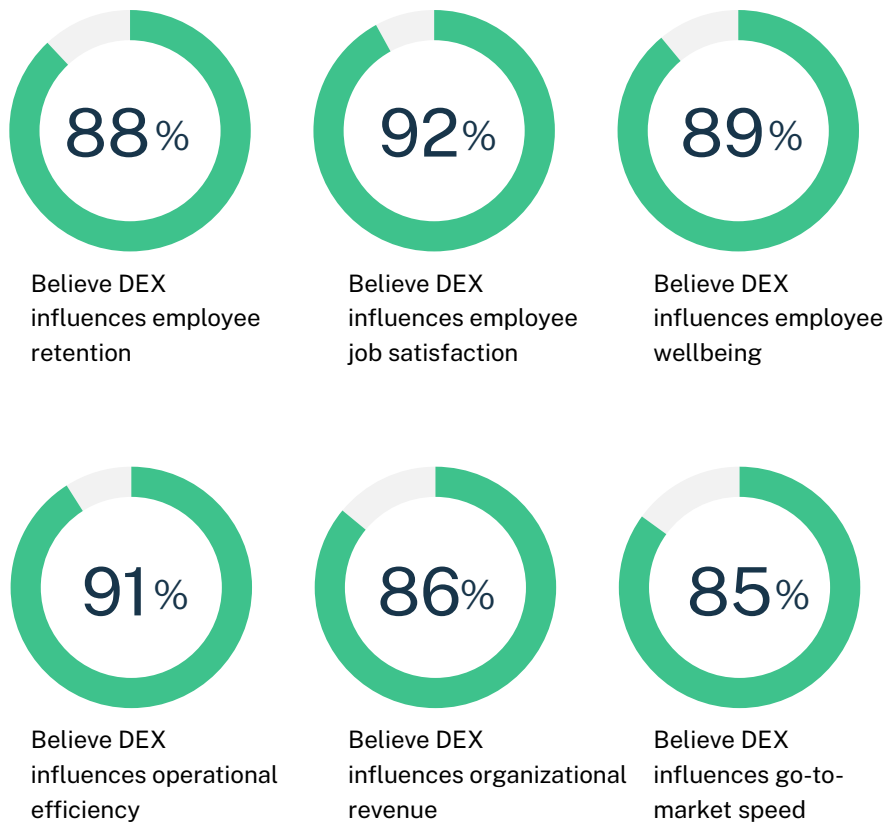 88%
Believe DEX
influences employee
retention
92%
Believe DEX
influences employee
job satisfaction
89%
Believe DEX
influences employee
wellbeing
91%
Believe DEX
influences operational
efficiency
86%
Believe DEX
influences organizational
revenue
85%
Believe DEX
influences go-to-
market speed